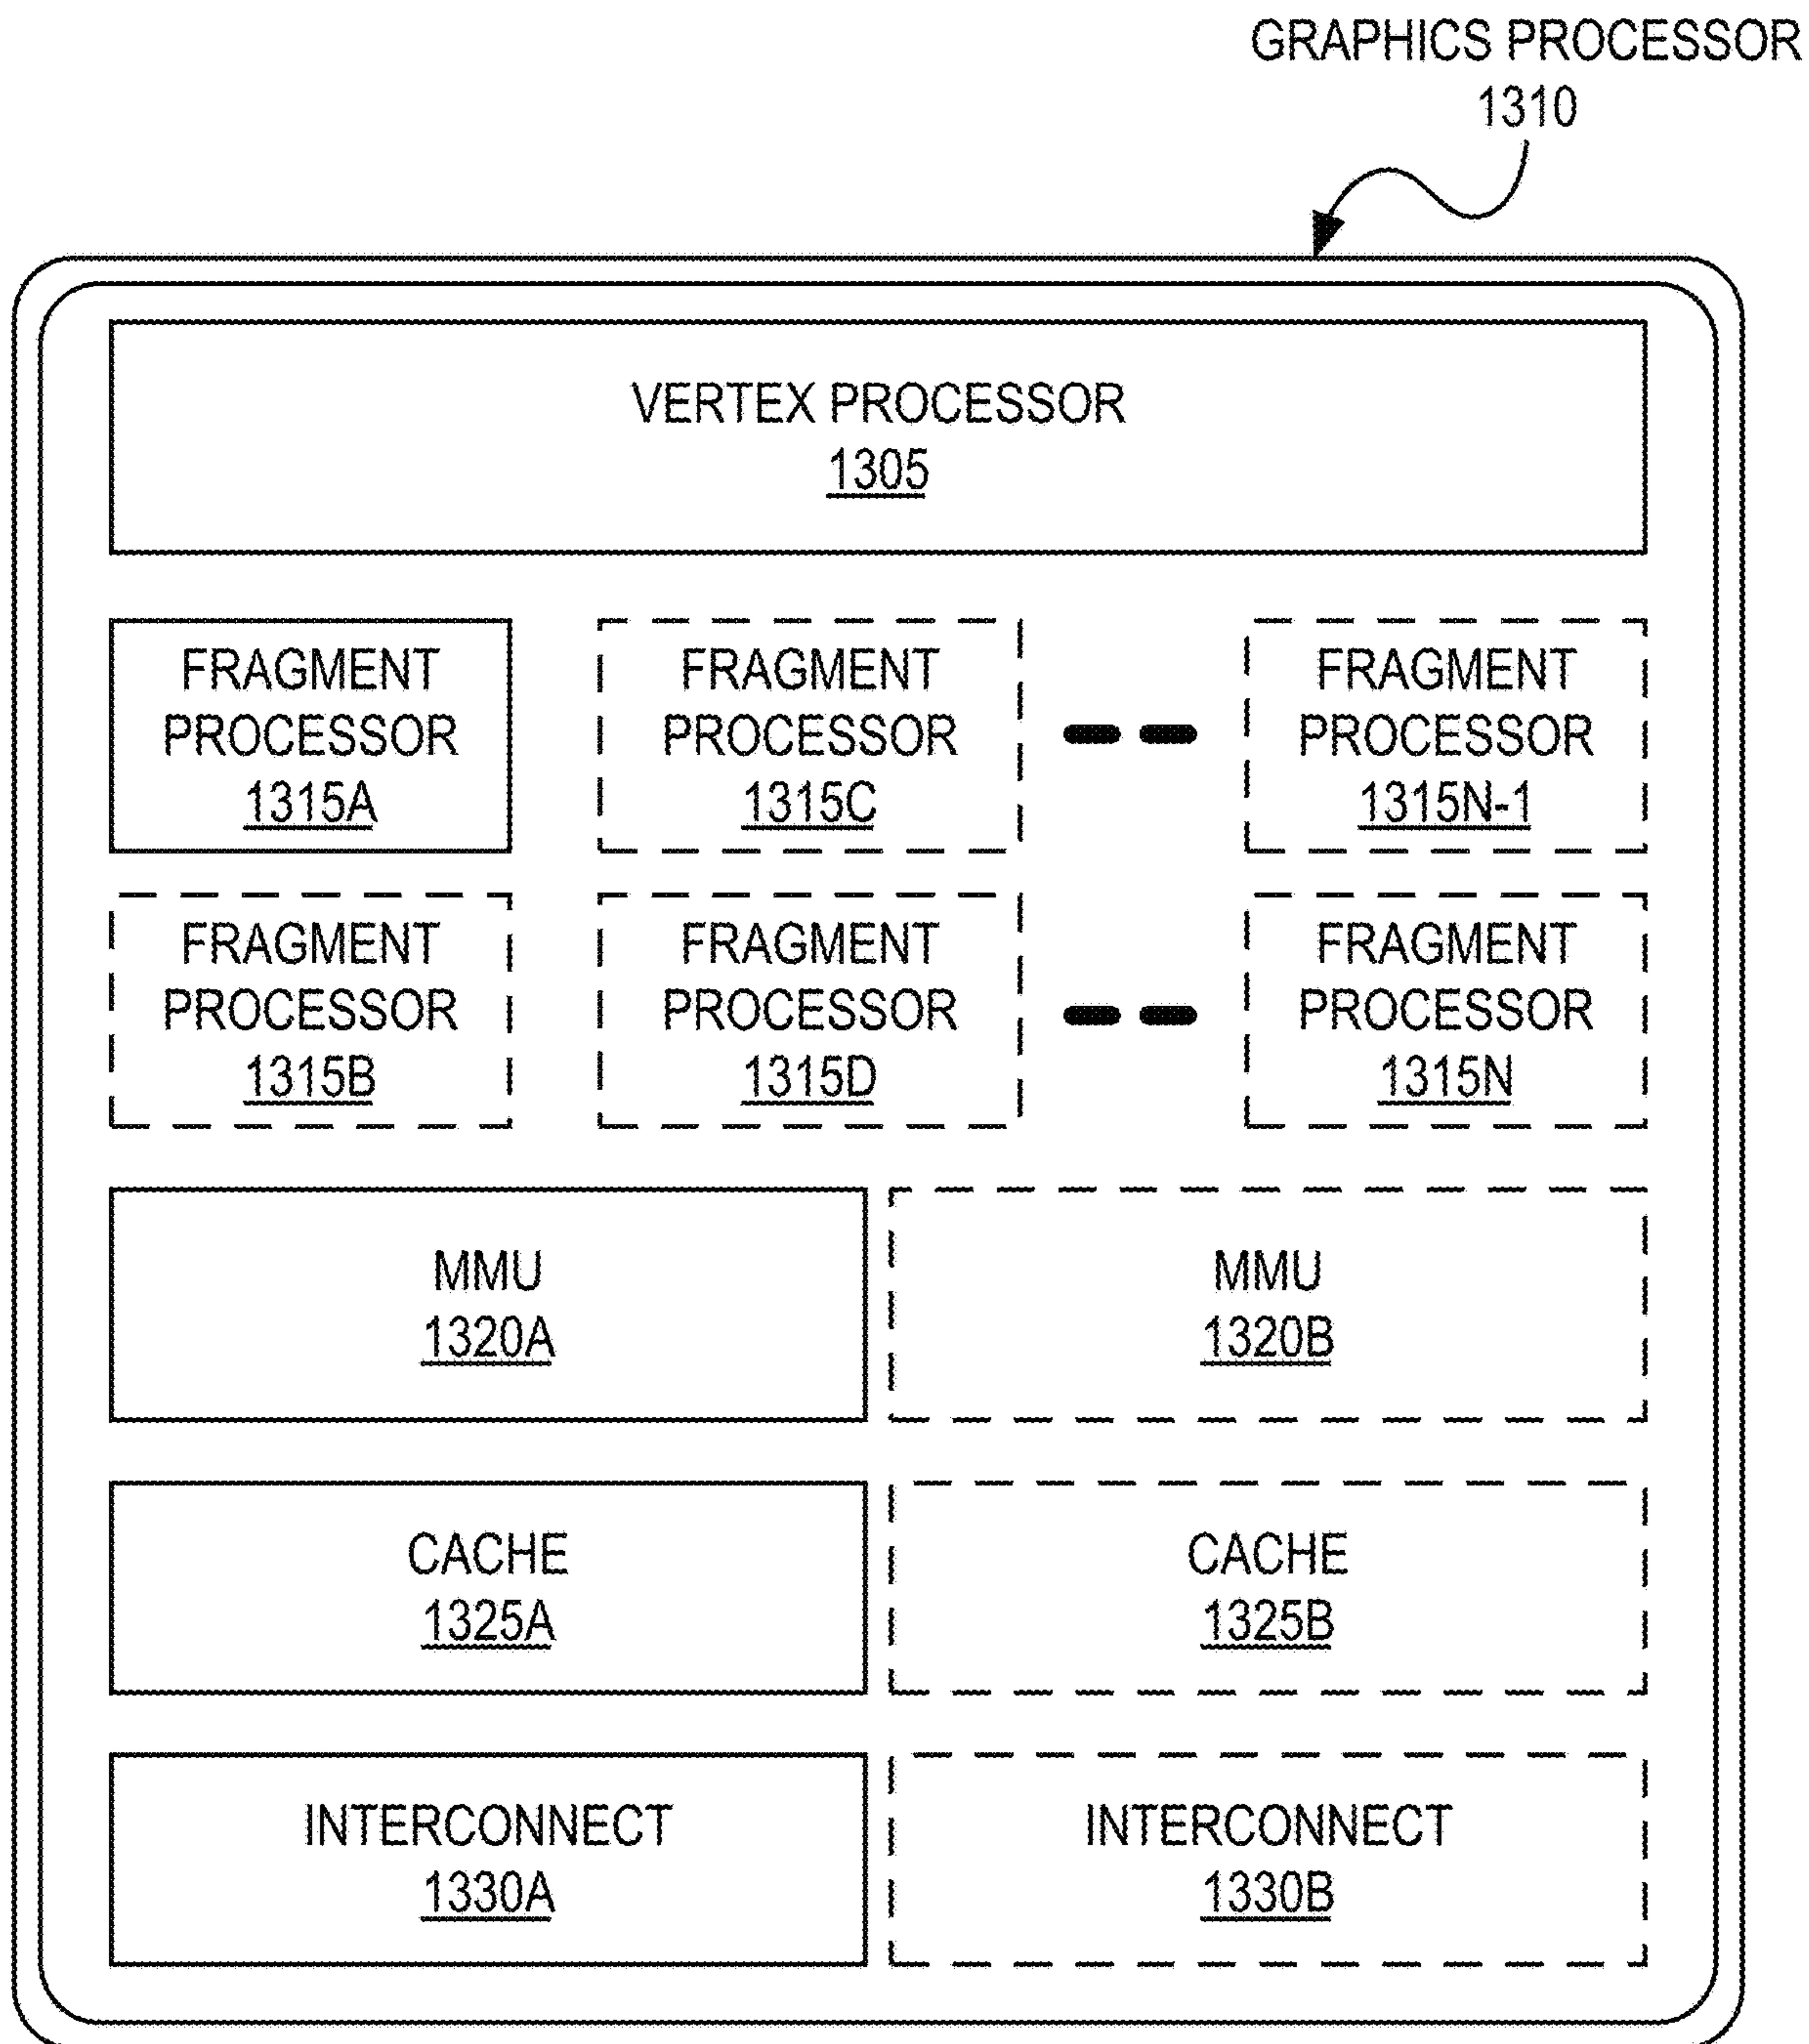 GRAPHICS PROCESSOR
1310
VERTEX PROCESSOR
1305
FRAGMENT
PROCESSOR
1315A
FRAGMENT
PROCESSOR
1315C
FRAGMENT
PROCESSOR
1315N-1
FRAGMENT
PROCESSOR
1315B
FRAGMENT
PROCESSOR
1315D
FRAGMENT
PROCESSOR
1315N
MMU
1320A
MMU
1320B
CACHE
1325A
CACHE
1325B
INTERCONNECT
1330A
INTERCONNECT
1330B